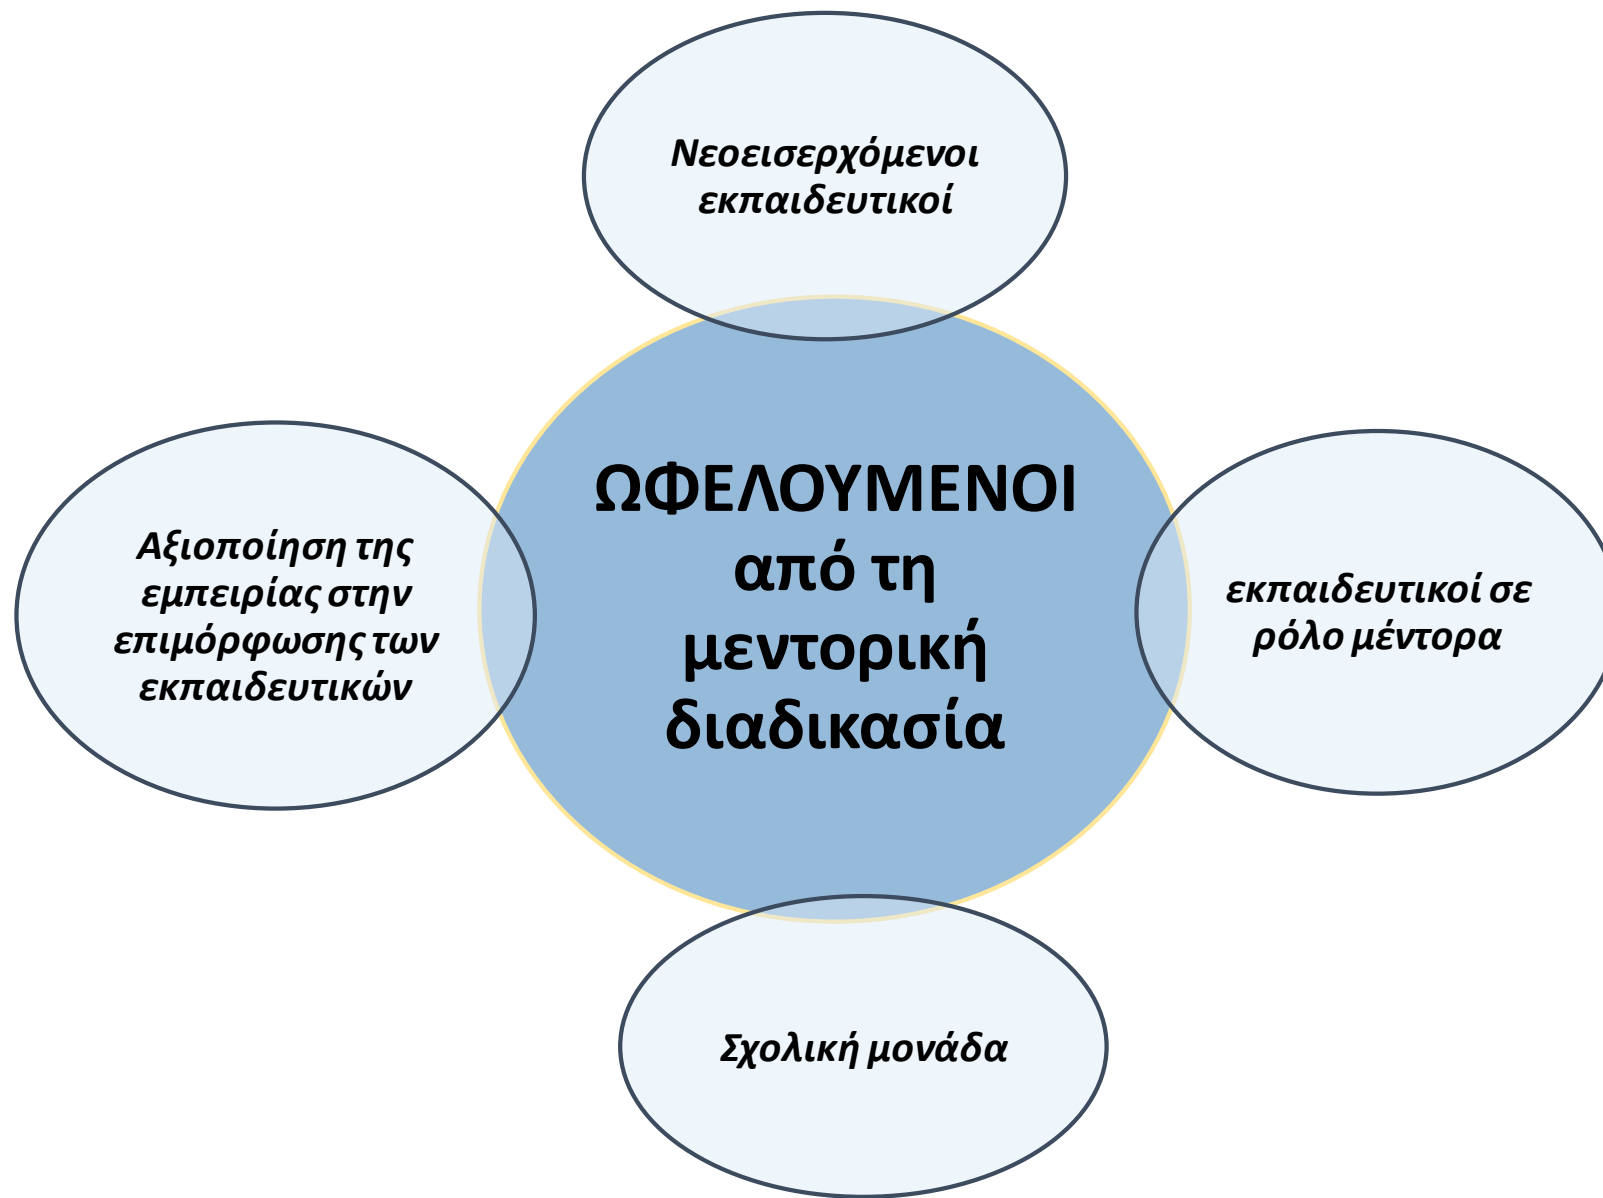 Νεοεισερχόμενοι
εκπαιδευτικοί
ΩΦΕΛΟΥΜΕΝΟΙ
από τη
μεντορική
διαδικασία
Αξιοποίηση της
εμπειρίας στην
επιμόρφωσης των
εκπαιδευτικών
εκπαιδευτικοί σε
ρόλο μέντορα
Σχολική μονάδα